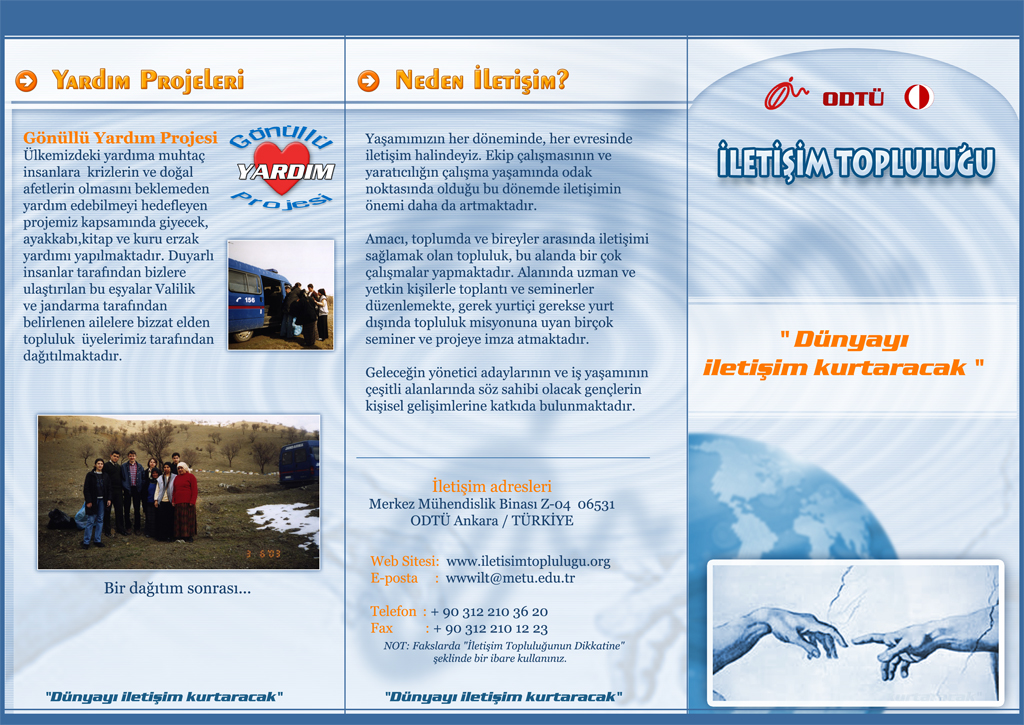 Yardım Projeleri
Gönüllü Yardım Projesi
Ülkemizdeki yardıma muhtaç
insanlara krizlerin ve doğal
afetlerin olmasını beklemeden
yardım edebilmeyi hedefleyen
projemiz kapsamında giyecek,
ayakkabı,kitap ve kuru erzak
yardımı yapılmaktadır. Duyarlı
insanlar tarafından bizlere
ulaştırılan bu eşyalar Valilik
ve jandarma tarafından
belirlenen ailelere bizzat elden
topluluk üyelerimiz tarafından
dağıtılmaktadır.
Gönüllü
YARDIM
Projesi
156
3. 6'03
Bir dağıtım sonrası...
"Dünyayı iletişim kurtaracak"
Neden İletişim?
Yaşamımızın her döneminde, her evresinde
iletişim halindeyiz. Ekip çalışmasının ve
yaratıcılığın çalışma yaşamında odak
noktasında olduğu bu dönemde iletişimin
önemi daha da artmaktadır.
Amacı, toplumda ve bireyler arasında iletişimi
sağlamak olan topluluk, bu alanda bir çok
çalışmalar yapmaktadır. Alanında uzman ve
yetkin kişilerle toplantı ve seminerler
düzenlemekte, gerek yurtiçi gerekse yurt
dışında topluluk misyonuna uyan birçok
seminer ve projeye imza atmaktadır.
Geleceğin yönetici adaylarının ve iş yaşamının
çeşitli alanlarında söz sahibi olacak gençlerin
kişisel gelişimlerine katkıda bulunmaktadır.
İletişim adresleri
Merkez Mühendislik Binası Z-04 06531
ODTÜ Ankara / TÜRKİYE
Web Sitesi: www.iletisimtoplulugu.org
E-posta : wwwilt@metu.edu.tr
Telefon : + 90 312 210 36 20
Fax : + 90 312 210 12 23
NOT: Fakslarda "İletişim Topluluğunun Dikkatine"
şeklinde bir ibare kullanınız.
"Dünyayı iletişim kurtaracak"
ODTÜ
İLETİŞİM TOPLULUĞU
" Dünyayı
iletişim kurtaracak "